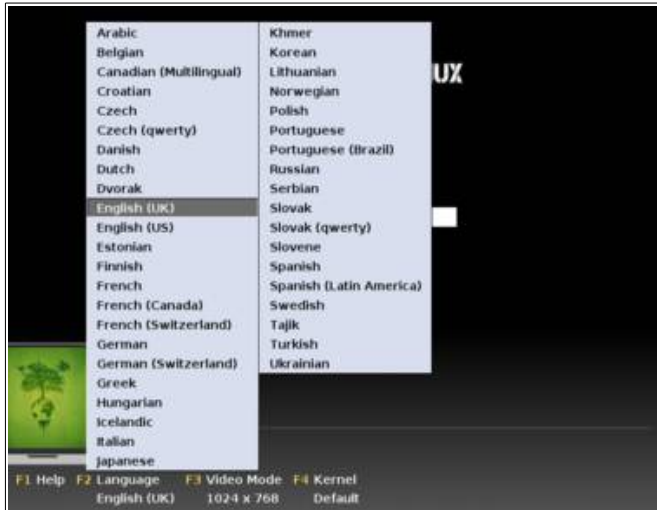 Arabic
Belgian
Canadian (Multilingual)
Croatian
Czech
Czech (qwerty)
Danish
Dutch
Dvorak
English (UK)
English (US)
Estonian
Finnish
French
French (Canada)
French (Switzerland)
German
German (Switzerland)
Greek
Hungarian
Icelandic
Italian
Japanese
Khmer
Korean
Lithuanian
Norwegian
Polish
Portuguese
Portuguese (Brazil)
Russian
Serbian
Slovak
Slovak (qwerty)
Slovene
Spanish
Spanish (Latin America)
Swedish
Tajik
Turkish
Ukrainian
UX
F1 Help F2 Language F3 Video Mode F4 Kernel
English (UK) 1024 x 768 Default